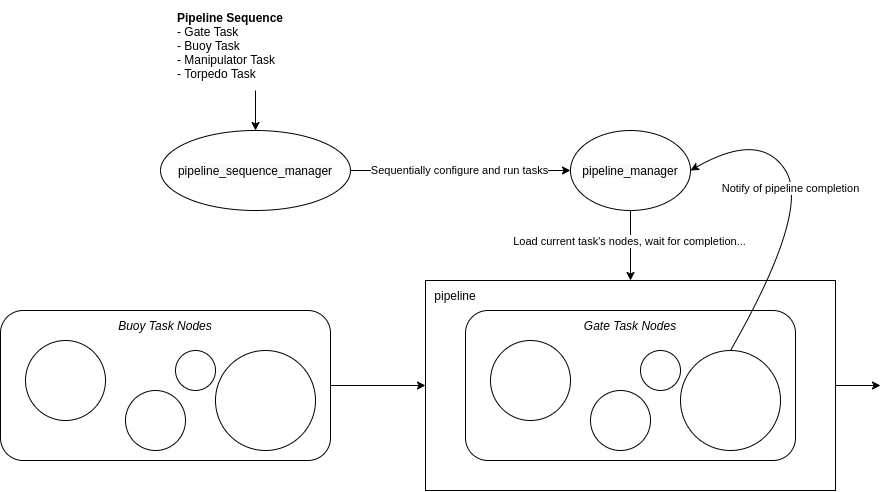 Pipeline Sequence
- Gate Task
- Buoy Task
- Manipulator Task
- Torpedo Task
pipeline_sequence_manager
Sequentially configure and run tasks
pipeline_manager
Notify of pipeline completion
Load current task's nodes, wait for completion...
pipeline
Buoy Task Nodes
Gate Task Nodes